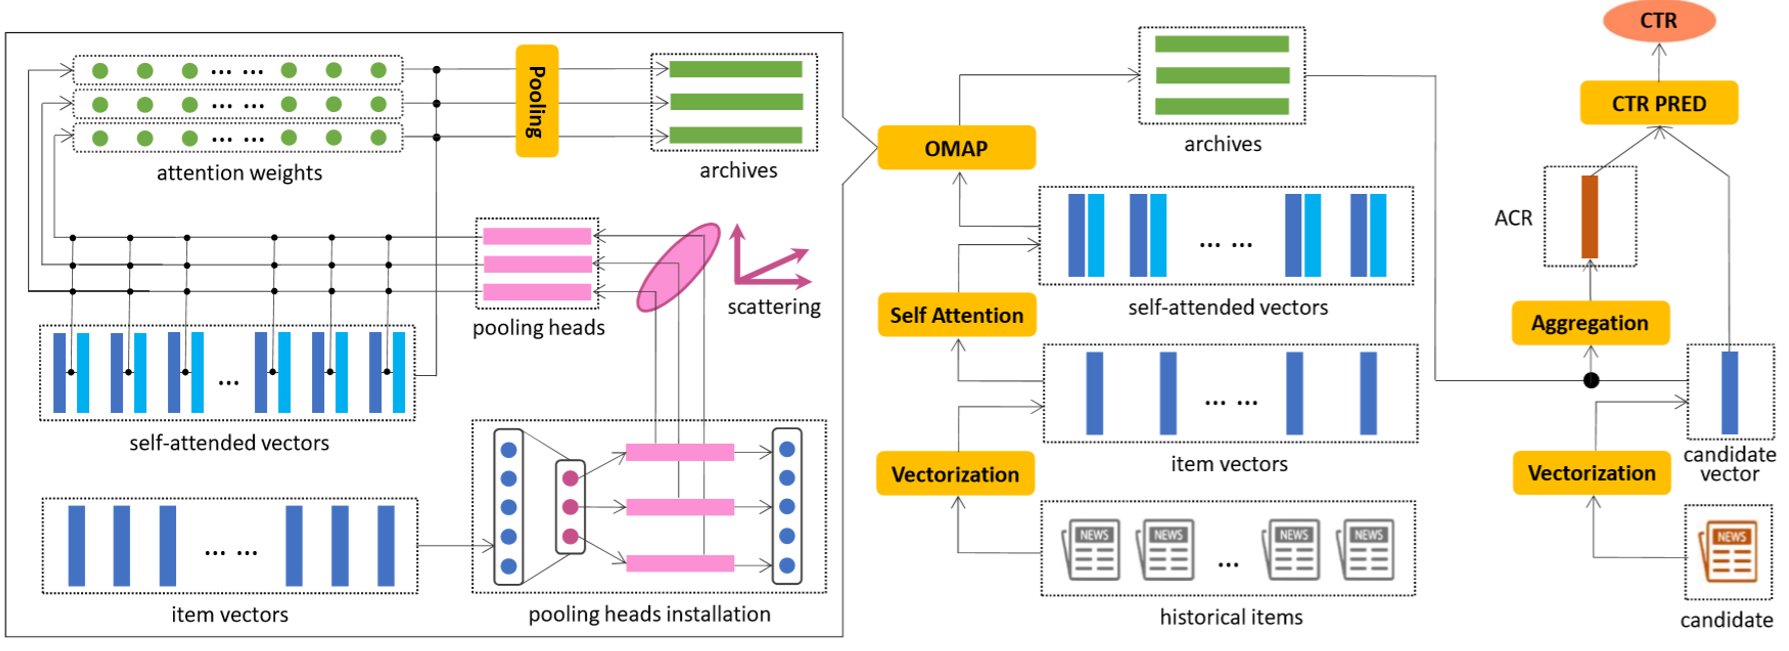 ... ...
... ...
... ...
attention weights
Pooling
archives
pooling heads
scattering
...
self-attended vectors
... ...
item vectors
pooling heads installation
OMAP
archives
... ...
self-attended vectors
Self Attention
... ...
item vectors
Vectorization
NEWS
NEWS
...
NEWS
NEWS
historical items
CTR
CTR PRED
ACR
Aggregation
candidate
vector
Vectorization
NEWS
candidate